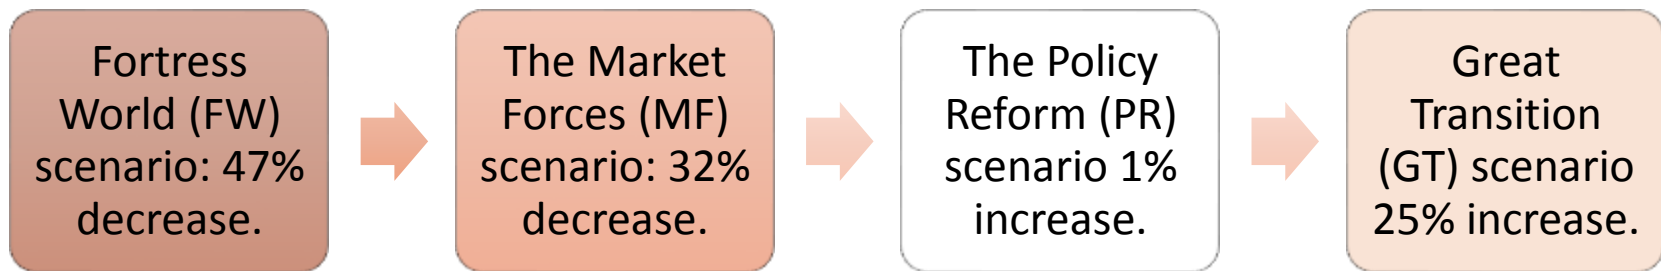 Fortress
World (FW)
scenario: 47%
decrease.
The Market
Forces (MF)
scenario: 32%
decrease.
The Policy
Reform (PR)
scenario 1%
increase.
Great
Transition
(GT) scenario
25% increase.